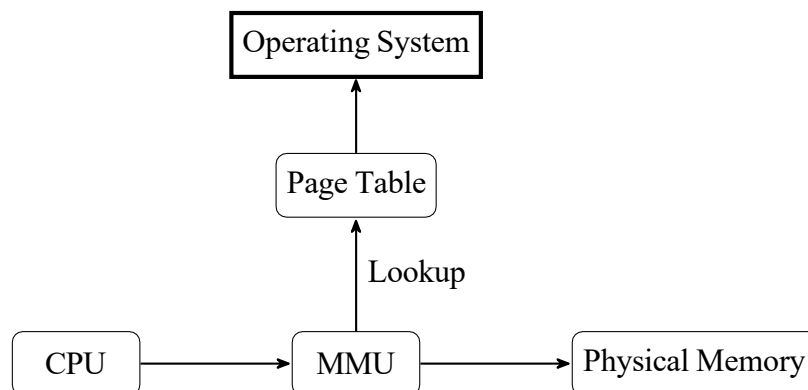 Operating System
Page Table
Lookup
CPU
MMU
Physical Memory